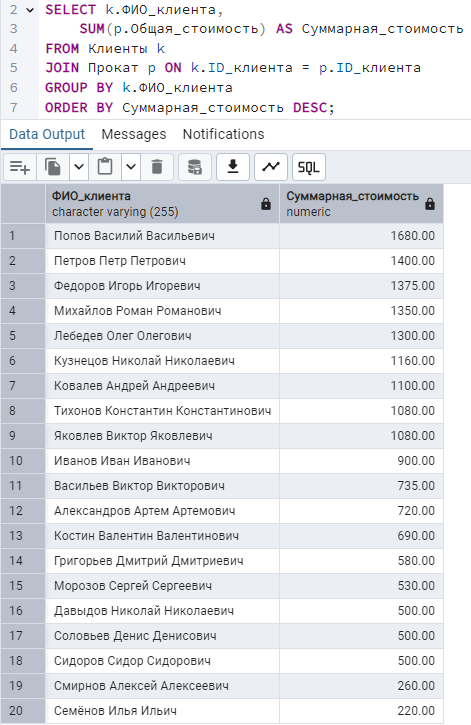 2 SELECT k.ФИО_клиента,
3 SUM(p.Общая_стоимость) AS Суммарная_стоимость
4 FROM Клиенты k
5 JOIN Прокат p ON k.ID_клиента = p.ID_клиента
6 GROUP BY k.ФИО_клиента
7 ORDER BY Суммарная_стоимость DESC;
Data Output Messages Notifications
SQL
ФИО_клиента Суммарная_стоимость
character varying (255) numeric
1 Попов Василий Васильевич 1680.00
2 Петров Петр Петрович 1400.00
3 Федоров Игорь Игоревич 1375.00
4 Михайлов Роман Романович 1350.00
5 Лебедев Олег Олегович 1300.00
6 Кузнецов Николай Николаевич 1160.00
7 Ковалев Андрей Андреевич 1100.00
8 Тихонов Константин Константинович 1080.00
9 Яковлев Виктор Яковлевич 1080.00
10 Иванов Иван Иванович 900.00
11 Васильев Виктор Викторович 735.00
12 Александров Артем Артемович 720.00
13 Костин Валентин Валентинович 690.00
14 Григорьев Дмитрий Дмитриевич 580.00
15 Морозов Сергей Сергеевич 530.00
16 Давыдов Николай Николаевич 500.00
17 Соловьев Денис Денисович 500.00
18 Сидоров Сидор Сидорович 500.00
19 Смирнов Алексей Алексеевич 260.00
20 Семёнов Илья Ильич 220.00